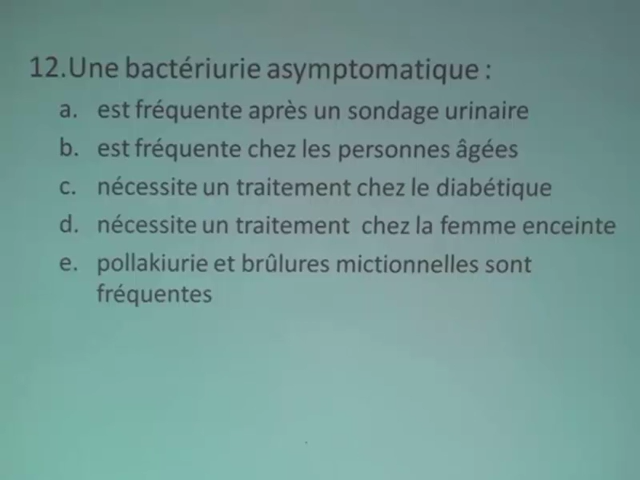 12.Une bactériurie asymptomatique :
a. est fréquente après un sondage urinaire
b. est fréquente chez les personnes âgées
c. nécessite un traitement chez le diabétique
d. nécessite un traitement chez la femme enceinte
e. pollakiurie et brûlures mictionnelles sont
fréquentes